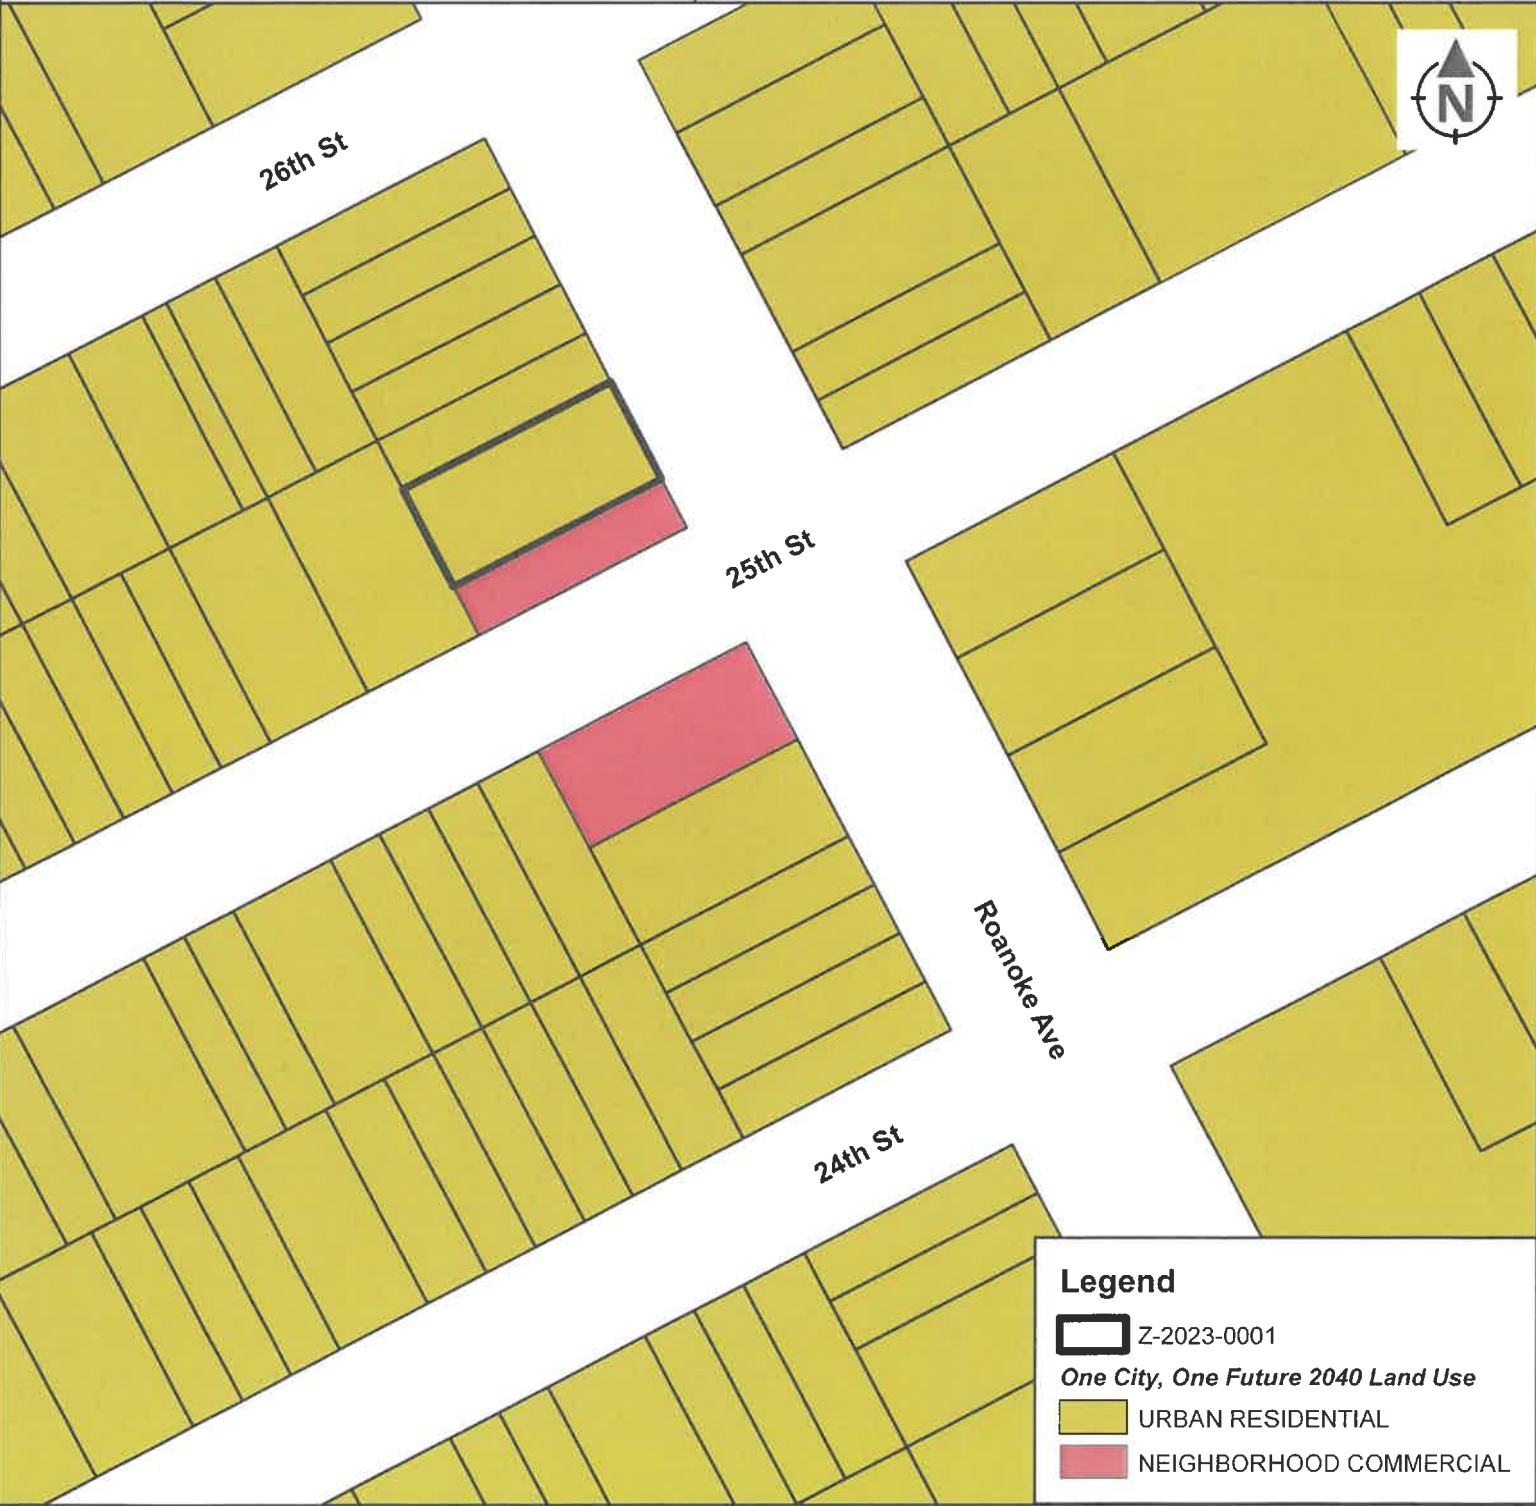 N
26th St
25th St
Roanoke Ave
24th St
Legend
Z-2023-0001
One City, One Future 2040 Land Use
URBAN RESIDENTIAL
NEIGHBORHOOD COMMERCIAL